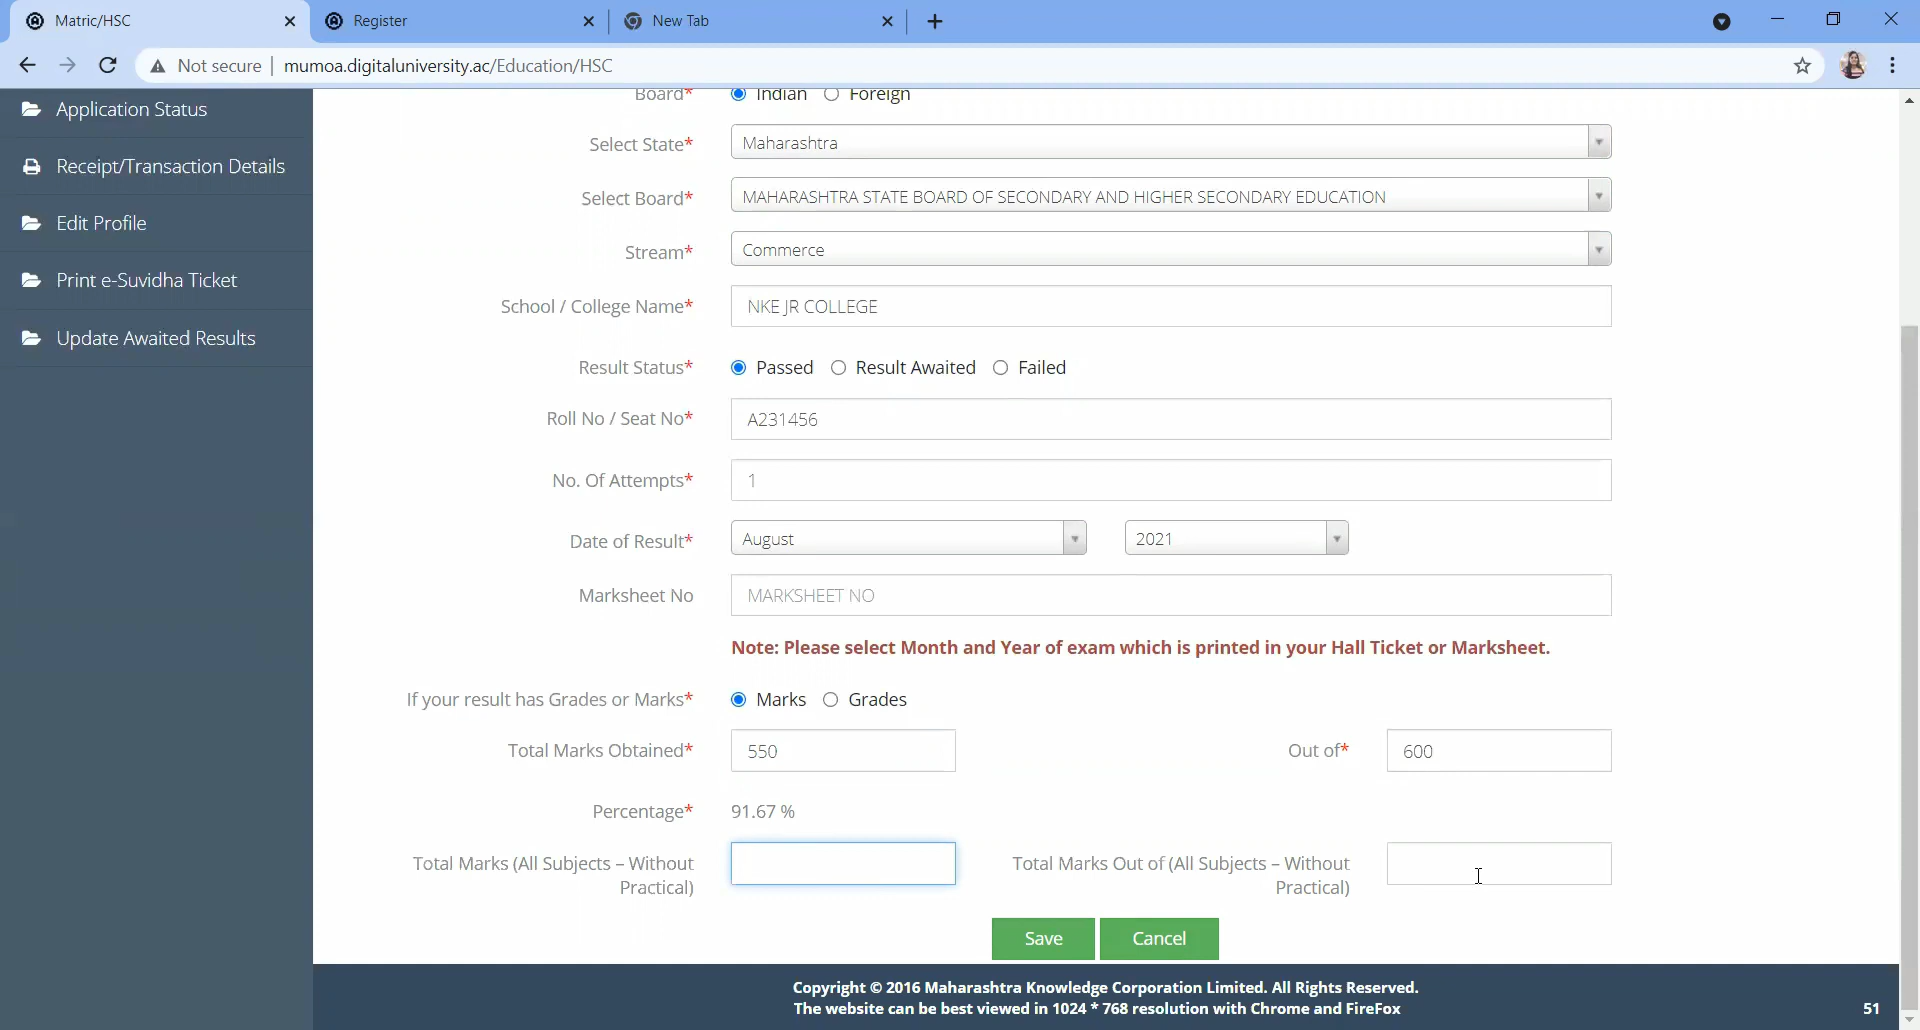 Matric/HSC
Register
New Tab
Not secure
mumoa.digitaluniversity.ac/Education/HSC
Application Status
Receipt/Transaction Details
Edit Profile
Print e-Suvidha Ticket
Update Awaited Results
Board* Indian Foreign
Select State* Maharashtra
Select Board* MAHARASHTRA STATE BOARD OF SECONDARY AND HIGHER SECONDARY EDUCATION
Stream* Commerce
School / College Name* NKE JR COLLEGE
Result Status* Passed Result Awaited Failed
Roll No / Seat No* A231456
No. Of Attempts* 1
Date of Result* August 2021
Marksheet No MARKSHEET NO
Note: Please select Month and Year of exam which is printed in your Hall Ticket or Marksheet.
If your result has Grades or Marks* Marks Grades
Total Marks Obtained* 550 Out of* 600
Percentage* 91.67 %
Total Marks (All Subjects – Without
Practical)
Total Marks Out of (All Subjects – Without
Practical)
Save Cancel
Copyright © 2016 Maharashtra Knowledge Corporation Limited. All Rights Reserved.
The website can be best viewed in 1024 * 768 resolution with Chrome and FireFox
51